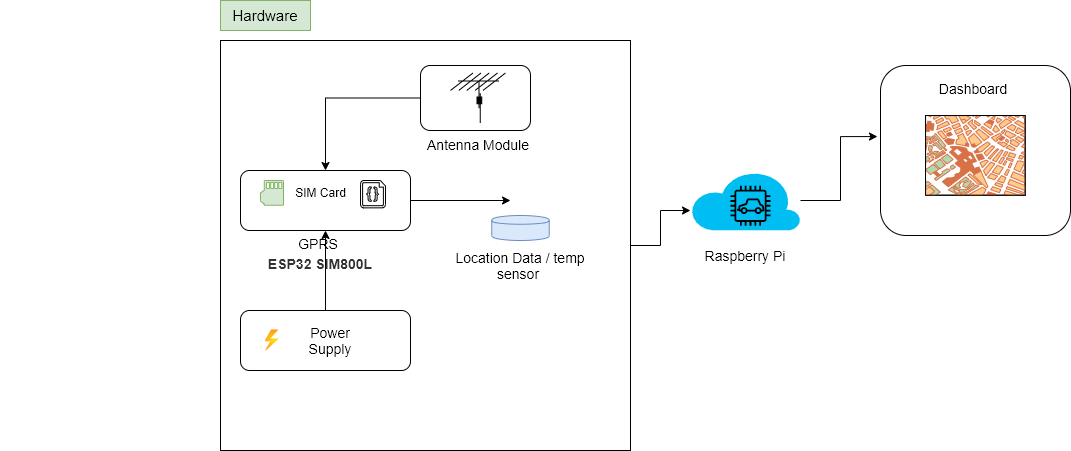 Hardware
Antenna Module
SIM Card
{}
GPRS
ESP32 SIM800L
Location Data / temp
sensor
Power
Supply
Raspberry Pi
Dashboard